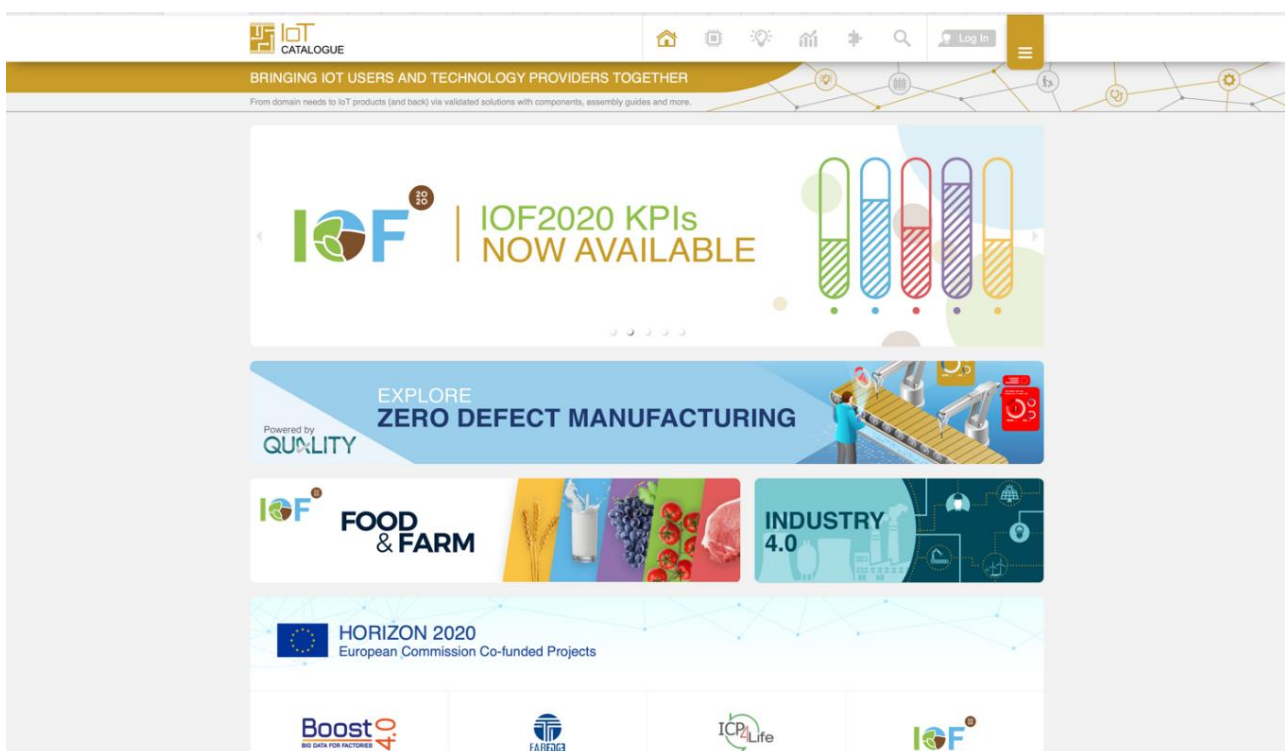 IoT
CATALOGUE
Log In
BRINGING IOT USERS AND TECHNOLOGY PROVIDERS TOGETHER
From domain needs to IoT products (and back) via validated solutions with components, assembly guides and more.
IOF
20
20
IOF2020 KPIs
NOW AVAILABLE
EXPLORE
ZERO DEFECT MANUFACTURING
Powered by
QUALITY
IOF
FOOD
& FARM
INDUSTRY
4.0
HORIZON 2020
European Commission Co-funded Projects
Boost 4.0
BIG DATA FOR FACTORIES
FAREDGE
ICP4Life
IOF